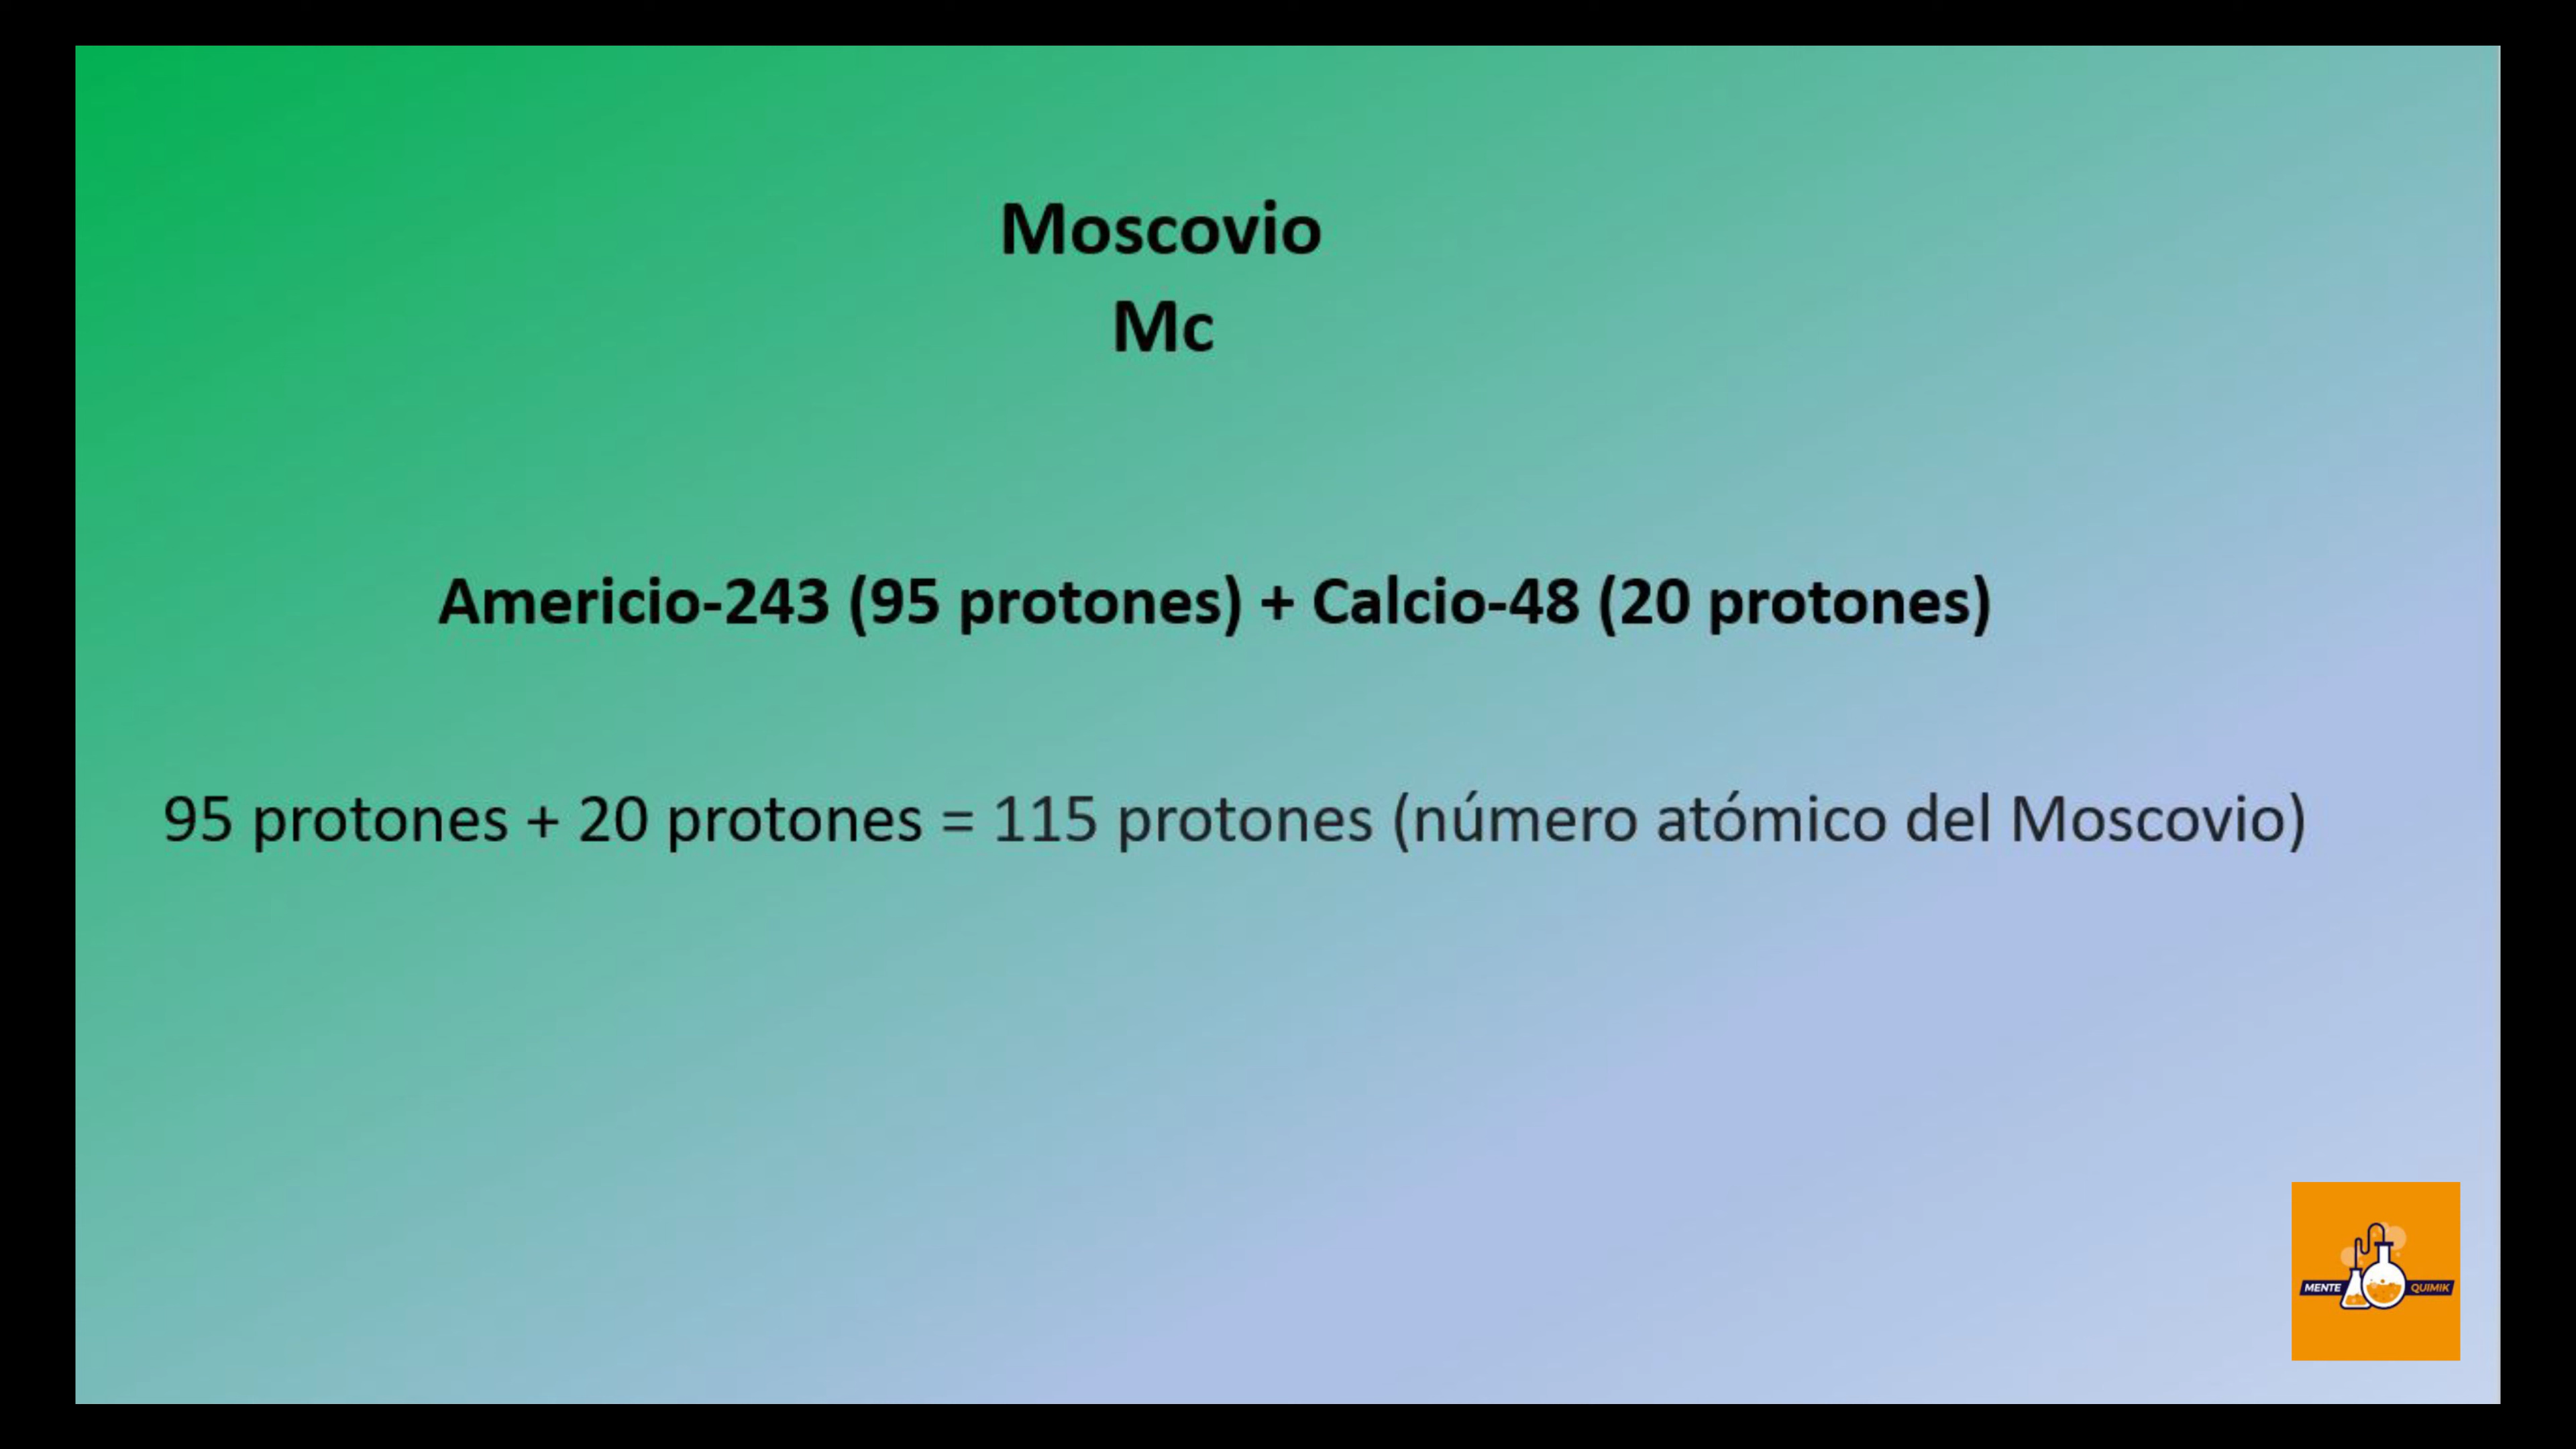 Moscovio
Mc
Americio-243 (95 protones) + Calcio-48 (20 protones)
95 protones + 20 protones = 115 protones (número atómico del Moscovio)
MENTE QUIMIK